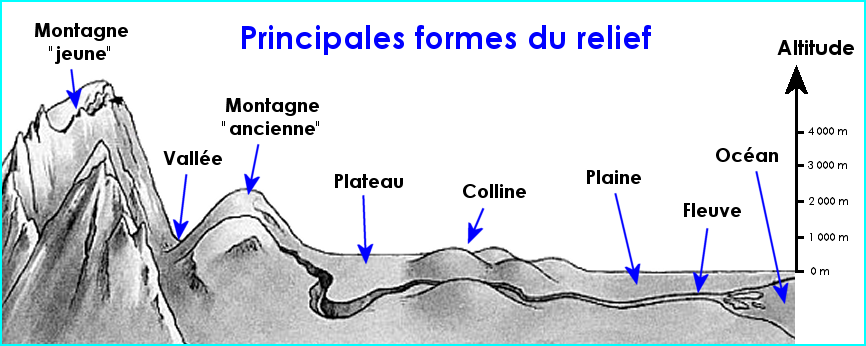 Principales formes du relief
Montagne
"jeune"
Montagne
"ancienne"
Vallée
Plateau
Colline
Plaine
Fleuve
Océan
Altitude
4 000 m
3 000 m
2 000 m
1 000 m
0 m